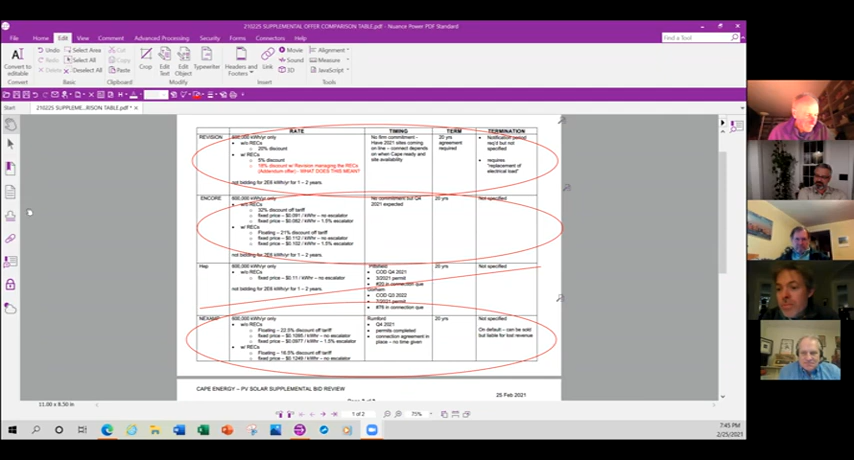 210225 SUPPLEMENTAL OFFER COMPARISON TABLE.pdf - Nuance Power PDF Standard
File Home Edit View Comment Advanced Processing Security Forms Connectors Help
Find a Tool
Convert to editable
Convert
Undo Select Area Cut
Redo Select All Copy
Delete Deselect All Paste
Basic
Crop Edit Text Edit Object Typewriter
Modify
Headers and Footers Link Movie Sound 3D
Insert
Alignment
Measure
JavaScript
Tools
Start 210225 SUPPLEME...RISON TABLE.pdf *
RATE TIMING TERM TERMINATION
REVISION
600,000 kWh/yr only
w/o RECs
20% discount
w/ RECs
5% discount
discount w/ Revision managing the RECs
(Addendum offer) - WHAT DOES THIS MEAN?
not bidding for 2E6 kWh/yr for 1 – 2 years.
No firm commitment -
Have 2021 sites coming
on line – connect depends
on when Cape ready and
site availability
20 yrs
agreement
required
Notification period
req'd but not
specified
requires
"replacement of
electrical load"
ENCORE
600,000 kWh/yr only
w/o RECs
32% discount off tariff
fixed price – $0.091 / kWhr – no escalator
fixed price – $0.082 / kWhr – 1.5% escalator
w/ RECs
Floating – 21% discount off tariff
fixed price – $0.112 / kWhr – no escalator
fixed price – $0.102 / kWhr – 1.5% escalator
not bidding for 2E6 kWh/yr for 1 – 2 years.
No commitment but Q4
2021 expected
20 yrs
Not specified
Hep
600,000 kWh/yr only
w/o RECs
fixed price – $0.11 / kWhr – no escalator
not bidding for 2E6 kWh/yr for 1 – 2 years.
Pittsfield
COD Q4 2021
3/2021 permit
#20 in connection que
Gorham
COD Q3 2022
7/2021 permit
#78 in connection que
20 yrs
Not specified
NEXAMP
600,000 kWh/yr only
w/o RECs
Floating – 22.5% discount off tariff
fixed price – $0.1095 / kWhr – no escalator
fixed price – $0.0977 / kWhr – 1.5% escalator
w/ RECs
Floating – 16.5% discount off tariff
fixed price – $0.1249 / kWhr – no escalator
Rumford
Q4 2021
permits completed
connection agreement in
place – no time given
20 yrs
Not specified
On default – can be sold
but liable for lost revenue
CAPE ENERGY – PV SOLAR SUPPLEMENTAL BID REVIEW
25 Feb 2021
11.00 x 8.50 in
1 of 2
75%
7:45 PM
2/25/2021